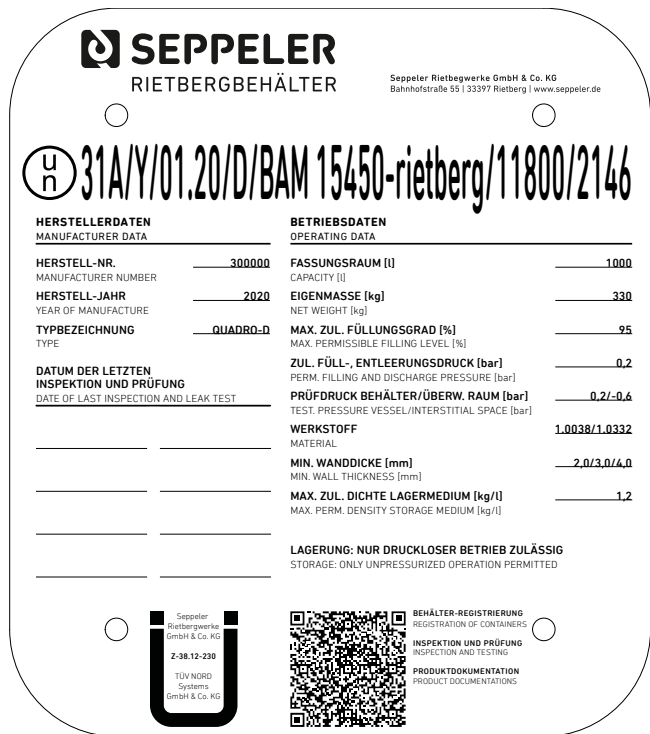 SEPPELER
RIETBERGBEHÄLTER
Seppeler Rietbegwerke GmbH & Co. KG
Bahnhofstraße 55 | 33397 Rietberg | www.seppeler.de
un 31A/Y/01.20/D/BAM 15450-rietberg/11800/2146
HERSTELLERDATEN
MANUFACTURER DATA
HERSTELL-NR. 300000
MANUFACTURER NUMBER
HERSTELL-JAHR 2020
YEAR OF MANUFACTURE
TYPBEZEICHNUNG QUADRO-D
TYPE
DATUM DER LETZTEN
INSPEKTION UND PRÜFUNG
DATE OF LAST INSPECTION AND LEAK TEST
BETRIEBSDATEN
OPERATING DATA
FASSUNGSRAUM [l] 1000
CAPACITY [l]
EIGENMASSE [kg] 330
NET WEIGHT [kg]
MAX. ZUL. FÜLLUNGSGRAD [%] 95
MAX. PERMISSIBLE FILLING LEVEL [%]
ZUL. FÜLL-, ENTLEERUNGSDRUCK [bar] 0,2
PERM. FILLING AND DISCHARGE PRESSURE [bar]
PRÜFDRUCK BEHÄLTER/ÜBERW. RAUM [bar] 0,2/-0,6
TEST. PRESSURE VESSEL/INTERSTITIAL SPACE [bar]
WERKSTOFF 1.0038/1.0332
MATERIAL
MIN. WANDDICKE [mm] 2,0/3,0/4,0
MIN. WALL THICKNESS [mm]
MAX. ZUL. DICHTE LAGERMEDIUM [kg/l] 1,2
MAX. PERM. DENSITY STORAGE MEDIUM [kg/l]
LAGERUNG: NUR DRUCKLOSER BETRIEB ZULÄSSIG
STORAGE: ONLY UNPRESSURIZED OPERATION PERMITTED
Seppeler
Rietbergwerke
GmbH & Co. KG
Z-38.12-230
TÜV NORD
Systems
GmbH & Co. KG
BEHÄLTER-REGISTRIERUNG
REGISTRATION OF CONTAINERS
INSPEKTION UND PRÜFUNG
INSPECTION AND TESTING
PRODUKTDOKUMENTATION
PRODUCT DOCUMENTATIONS